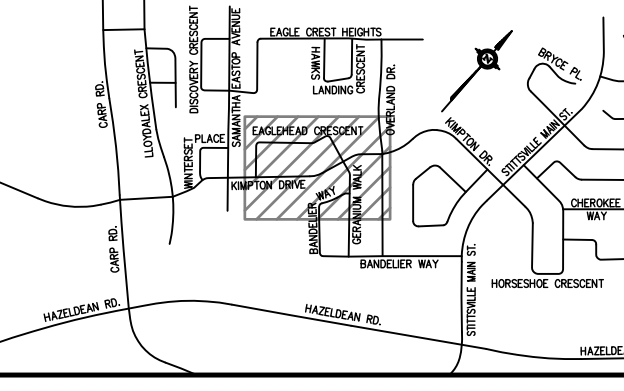 EAGLE CREST HEIGHTS
DISCOVERY CRESCENT
SAMANTHA EASTOP AVENUE
HAWKS
LANDING
CRESCENT
OVERLAND DR.
CARP RD.
LLOYDALEX CRESCENT
N
BRYCE PL.
STITTSVILLE MAIN ST.
KIMPTON DR.
EAGLEHEAD CRESCENT
WINTERSET
PLACE
KIMPTON DRIVE
BANDELIER WAY
GERANIUM WALK
CHEROKEE
WAY
CARP RD.
BANDELIER WAY
STITTSVILLE MAIN ST.
HORSESHOE CRESCENT
HAZELDEAN RD.
HAZELDEAN RD.
HAZELDE